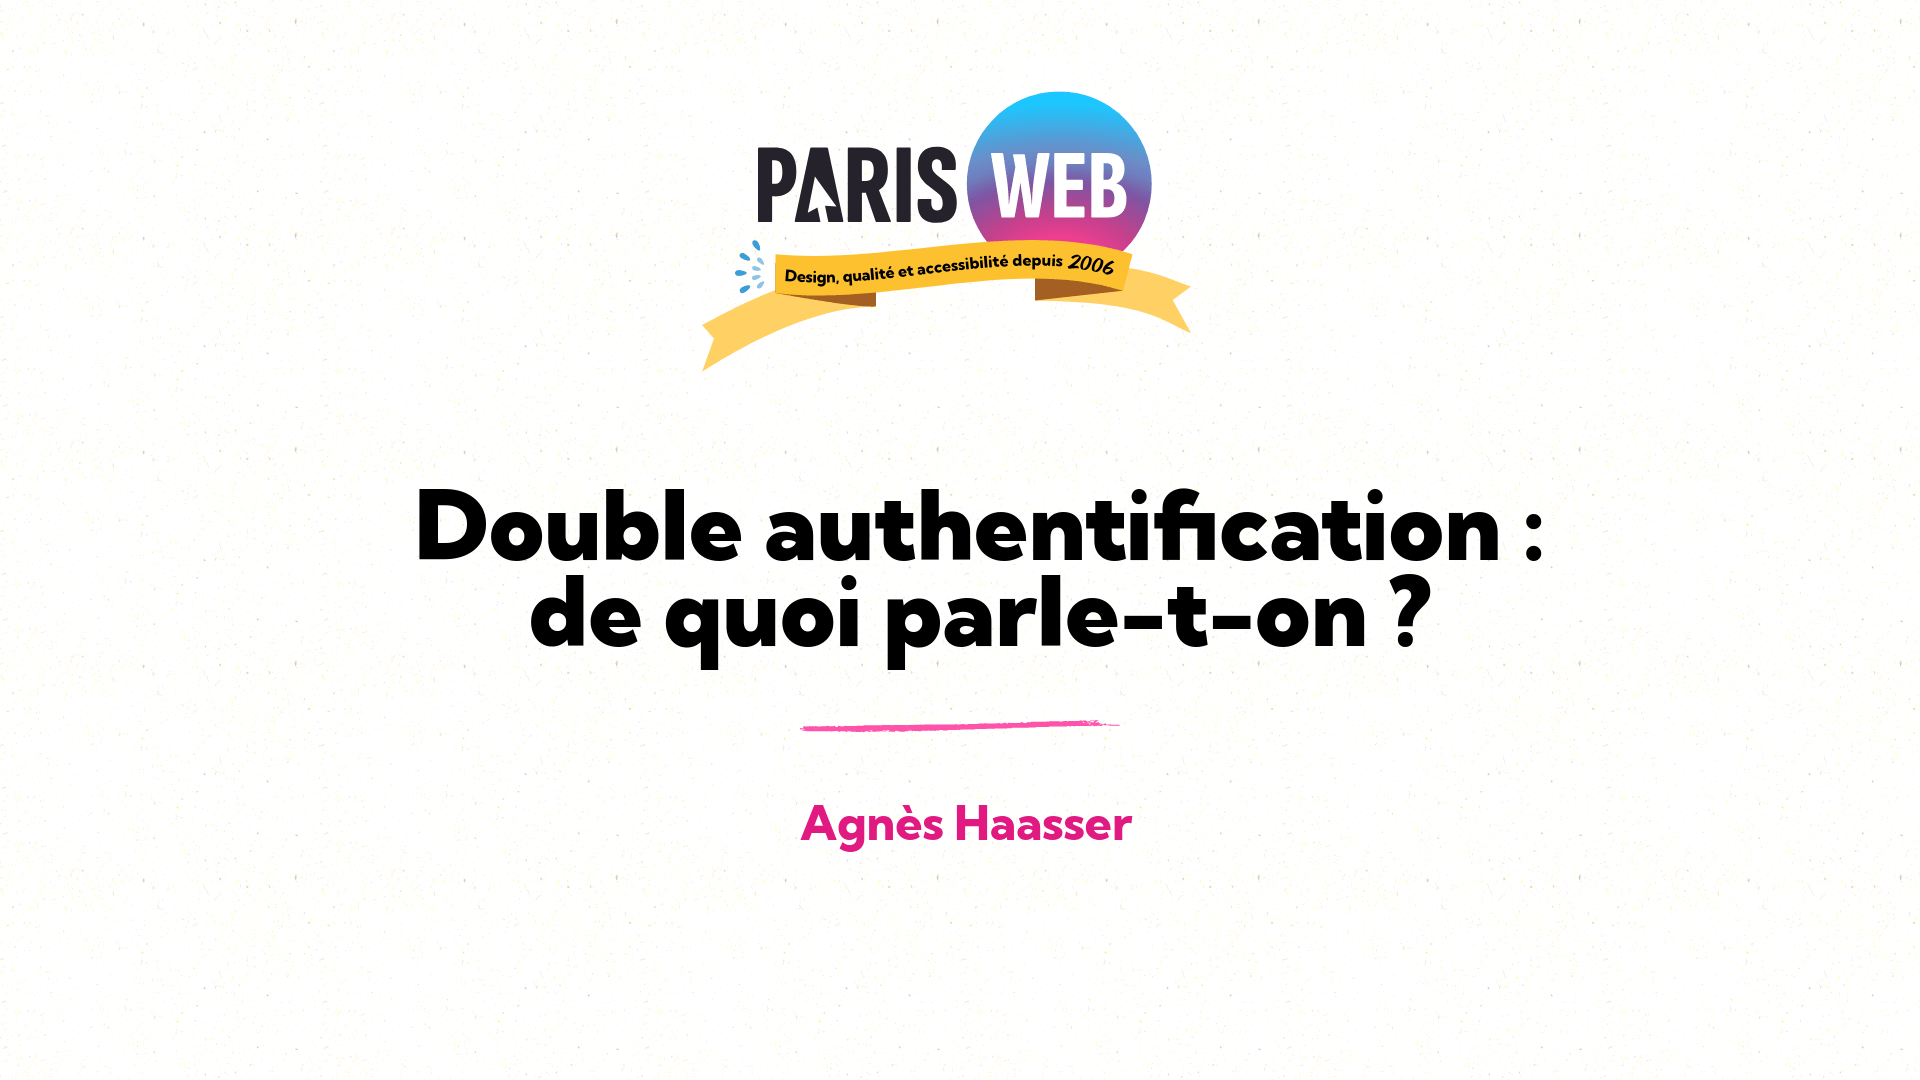 PARIS WEB
Design, qualité et accessibilité depuis 2006
Double authentification :
de quoi parle-t-on ?
Agnès Haasser